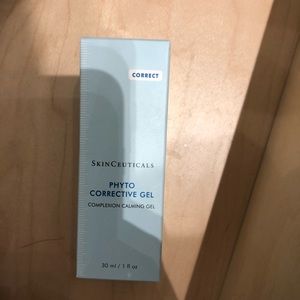 CORRECT
SKINCEUTICALS
PHYTO
CORRECTIVE GEL
COMPLEXION CALMING GEL
30 ml / 1 fl oz